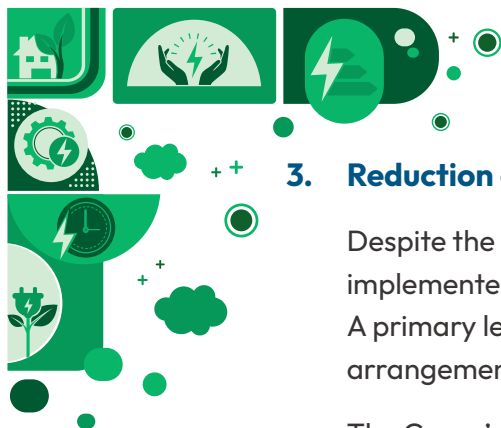 3. Reduction
Despite the
implemente
A primary le
arrangemen